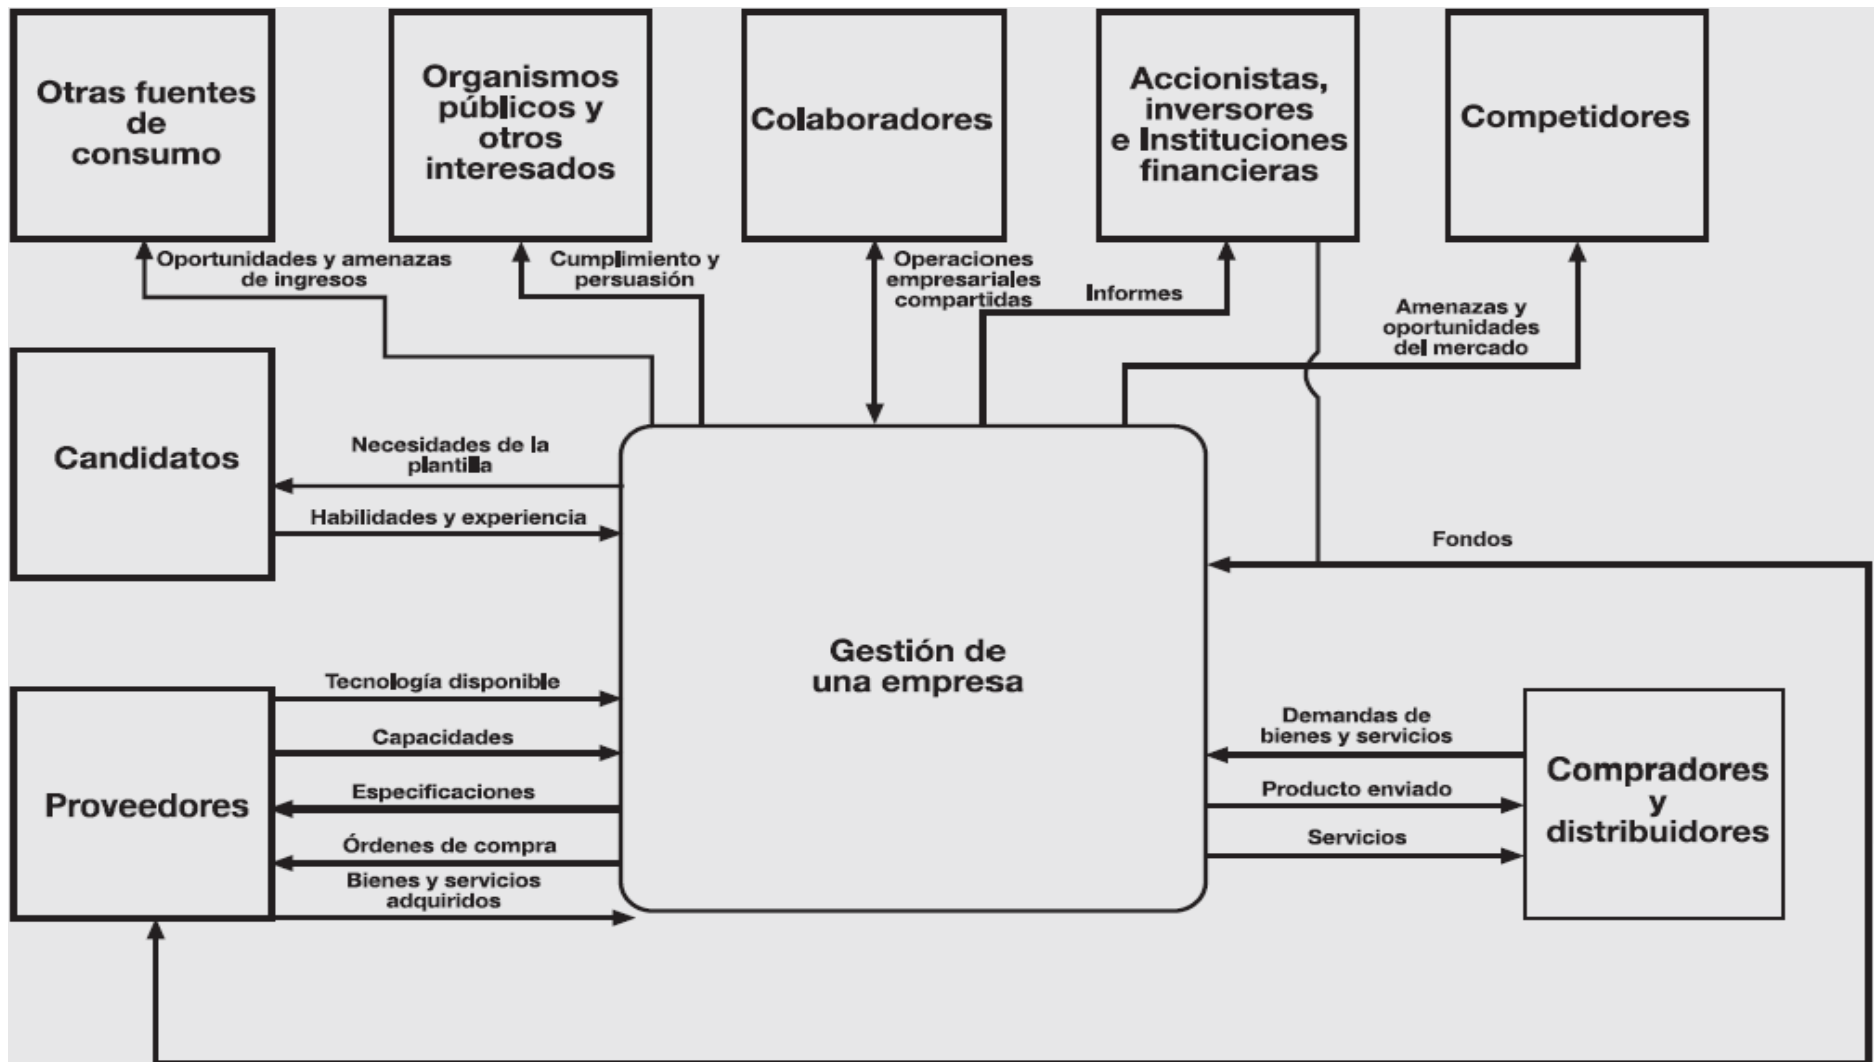 Otras fuentes
de
consumo
Organismos
públicos y
otros
interesados
Colaboradores
Accionistas,
inversores
e Instituciones
financieras
Competidores
Oportunidades y amenazas
de ingresos
Cumplimiento y
persuasión
Operaciones
empresariales
compartidas
Informes
Amenazas y
oportunidades
del mercado
Candidatos
Necesidades de la
plantilla
Habilidades y experiencia
Fondos
Gestión de
una empresa
Proveedores
Tecnología disponible
Capacidades
Especificaciones
Órdenes de compra
Bienes y servicios
adquiridos
Demandas de
bienes y servicios
Producto enviado
Servicios
Compradores
y
distribuidores